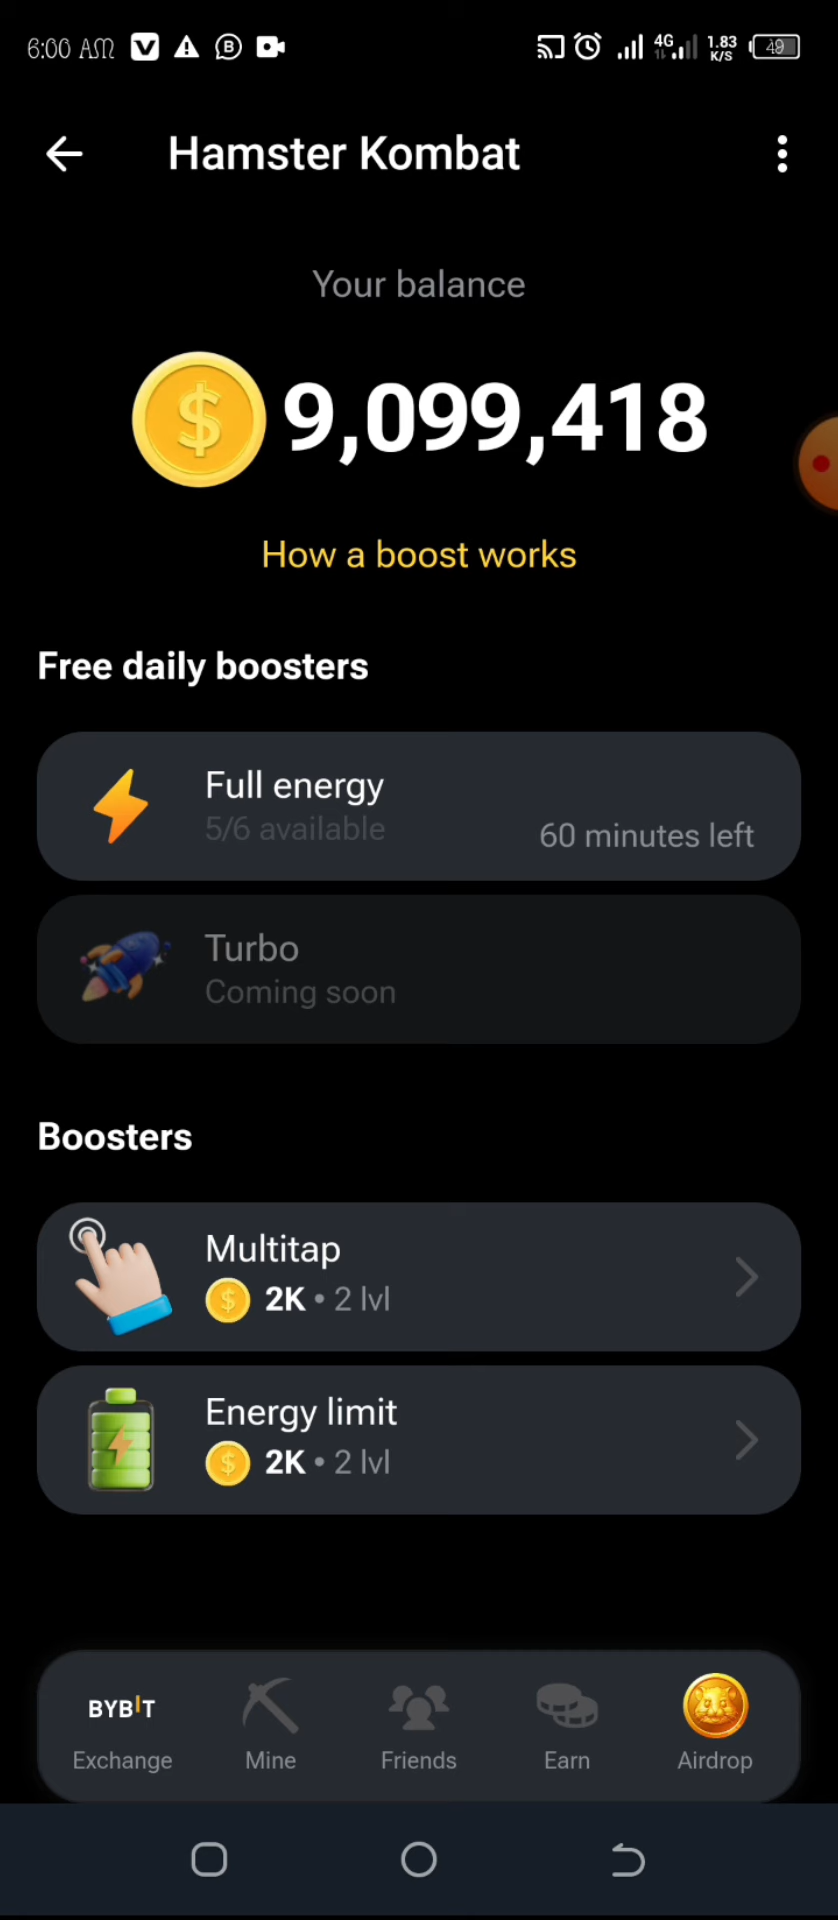 6:00 AM
4G
1.83
K/S
49
Hamster Kombat
Your balance
9,099,418
How a boost works
Free daily boosters
Full energy
5/6 available
60 minutes left
Turbo
Coming soon
Boosters
Multitap
2K • 2 lvl
Energy limit
2K • 2 lvl
BYBIT
Exchange
Mine
Friends
Earn
Airdrop